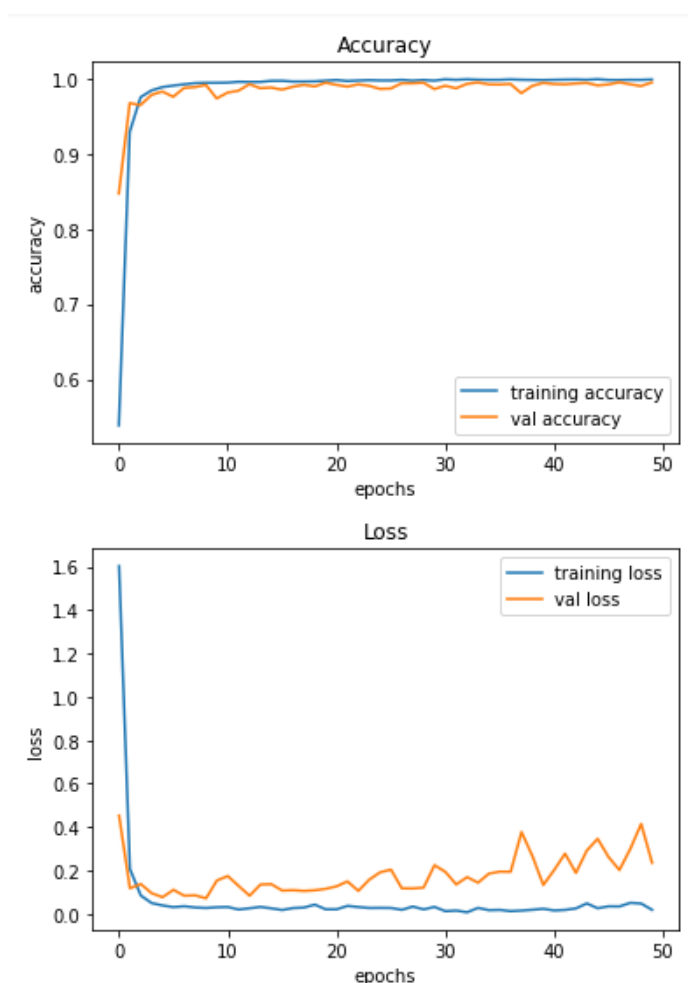 Accuracy
1.0
0.9
0.8
0.7
0.6
accuracy
training accuracy
val accuracy
0 10 20 30 40 50
epochs
Loss
1.6
1.4
1.2
1.0
0.8
0.6
0.4
0.2
0.0
loss
training loss
val loss
0 10 20 30 40 50
epochs